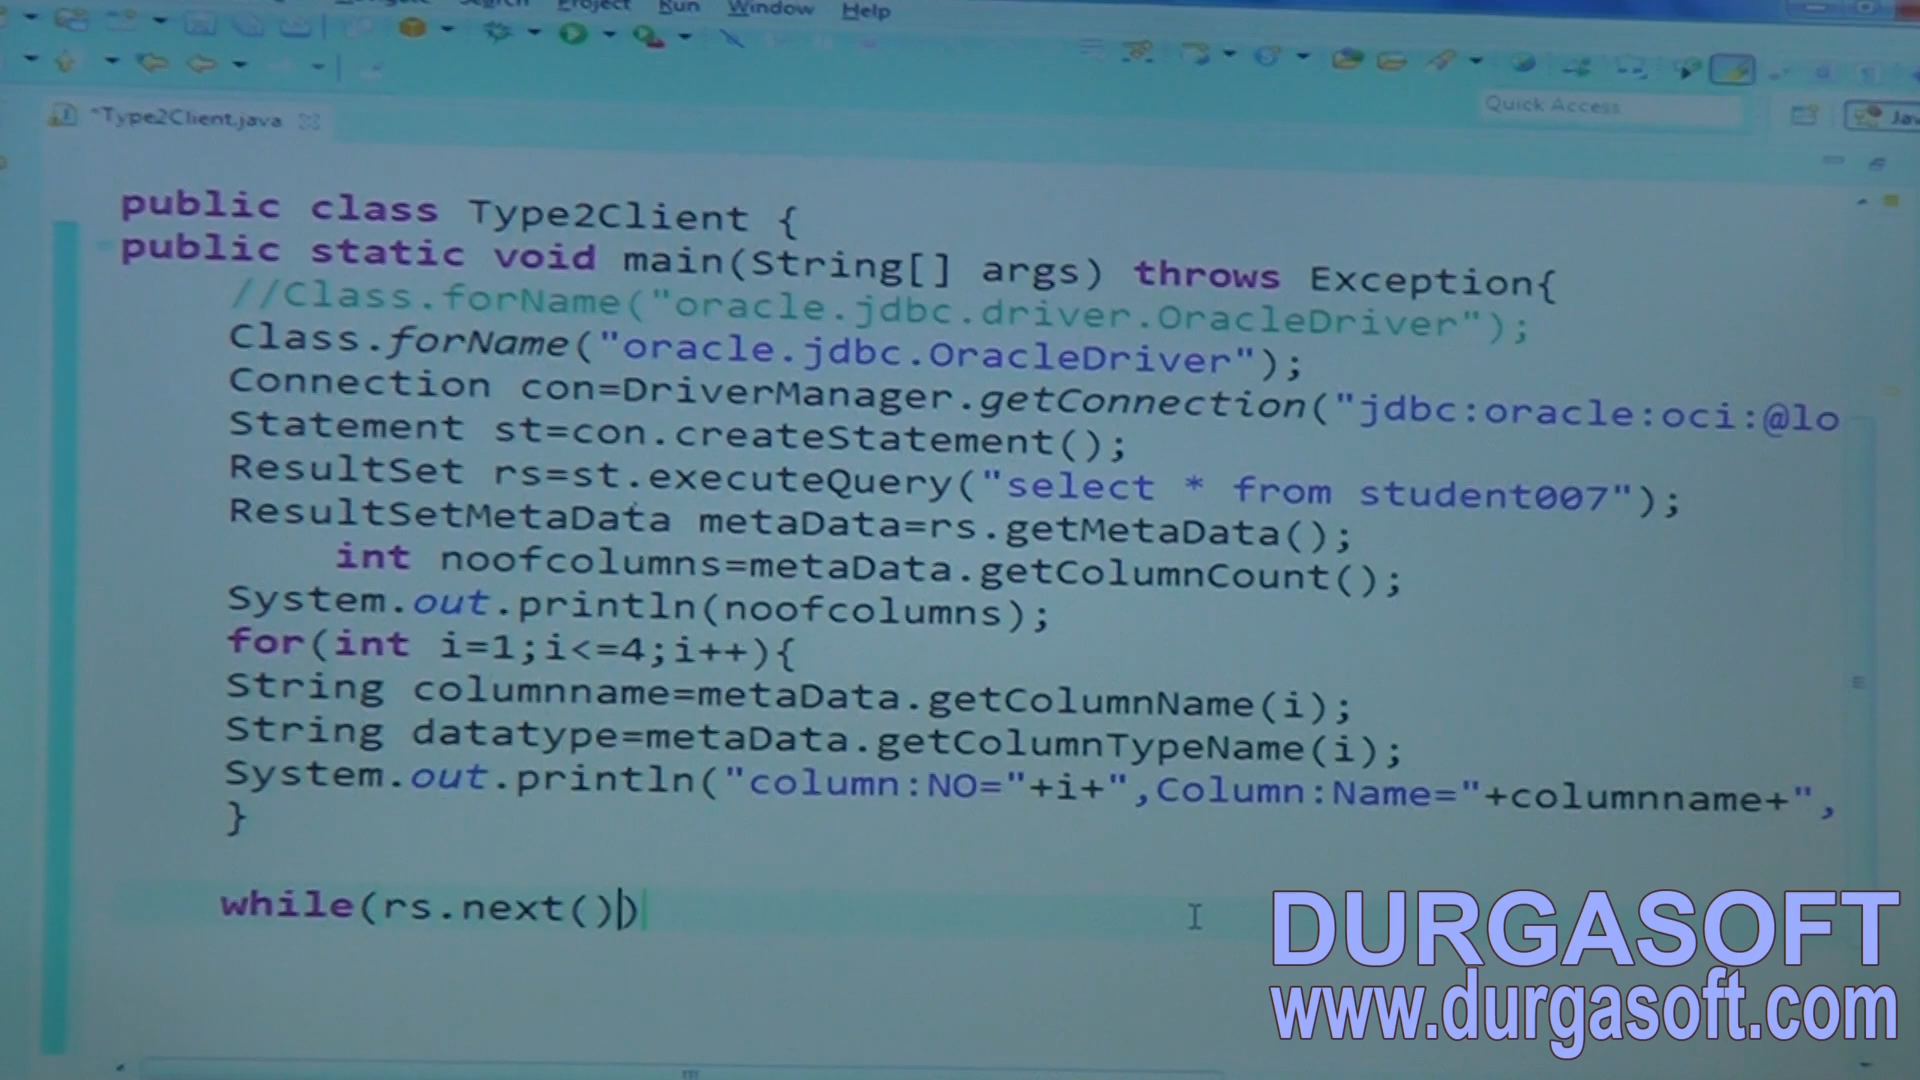 Project Run Window Help
Quick Access
*Type2Client.java
public class Type2Client {
public static void main(String[] args) throws Exception{
//Class.forName("oracle.jdbc.driver.OracleDriver");
Class.forName("oracle.jdbc.OracleDriver");
Connection con=DriverManager.getConnection("jdbc:oracle:oci:@lo
Statement st=con.createStatement();
ResultSet rs=st.executeQuery("select * from student007");
ResultSetMetaData metaData=rs.getMetaData();
int noofcolumns=metaData.getColumnCount();
System.out.println(noofcolumns);
for(int i=1;i<=4;i++){
String columnname=metaData.getColumnName(i);
String datatype=metaData.getColumnTypeName(i);
System.out.println("column:NO="+i+",Column:Name="+columnname+",
}
while(rs.next())
DURGASOFT
www.durgasoft.com